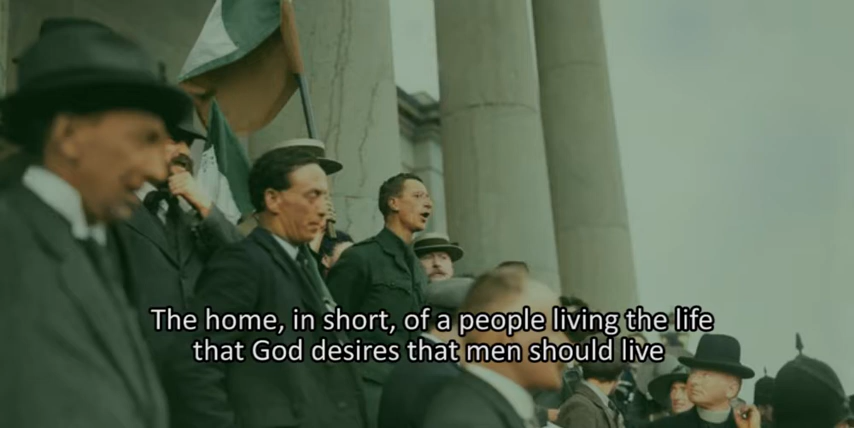 The home, in short, of a people living the life
that God desires that men should live